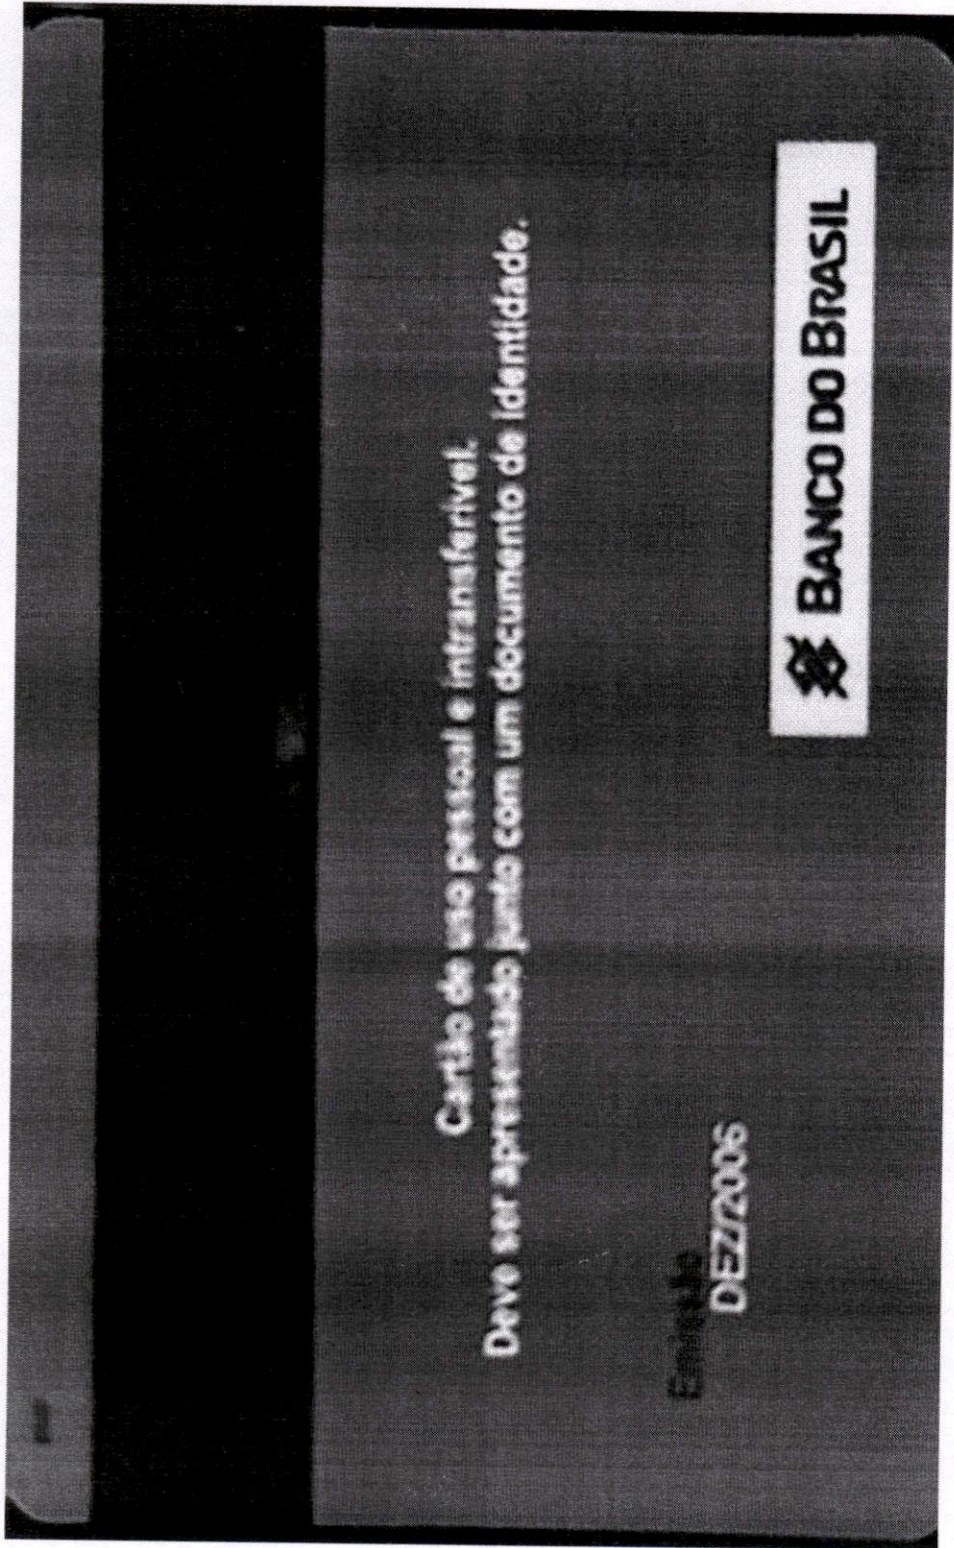 Cartão de uso pessoal e intransferível.
Deve ser apresentado junto com um documento de identidade.
Emissão
DEZ/2006
BANCO DO BRASIL